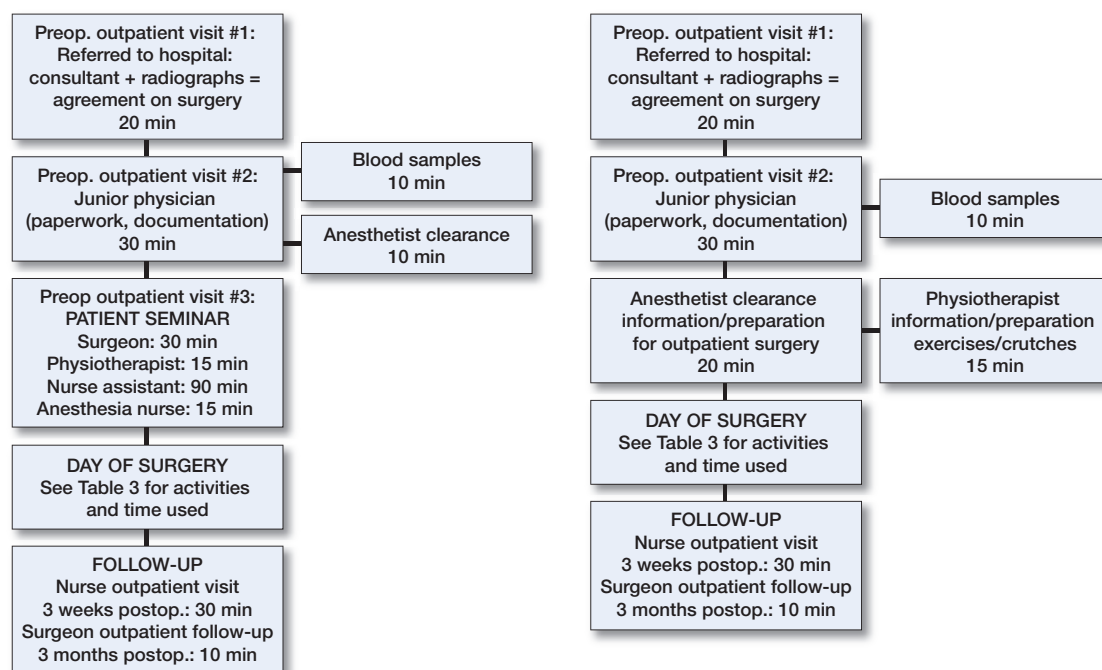 Preop. outpatient visit #1:
Referred to hospital:
consultant + radiographs =
agreement on surgery
20 min
Preop. outpatient visit #2:
Junior physician
(paperwork, documentation)
30 min
Blood samples
10 min
Anesthetist clearance
10 min
Preop outpatient visit #3:
PATIENT SEMINAR
Surgeon: 30 min
Physiotherapist: 15 min
Nurse assistant: 90 min
Anesthesia nurse: 15 min
DAY OF SURGERY
See Table 3 for activities
and time used
FOLLOW-UP
Nurse outpatient visit
3 weeks postop.: 30 min
Surgeon outpatient follow-up
3 months postop.: 10 min
Preop. outpatient visit #1:
Referred to hospital:
consultant + radiographs =
agreement on surgery
20 min
Preop. outpatient visit #2:
Junior physician
(paperwork, documentation)
30 min
Blood samples
10 min
Anesthetist clearance
information/preparation
for outpatient surgery
20 min
Physiotherapist
information/preparation
exercises/crutches
15 min
DAY OF SURGERY
See Table 3 for activities
and time used
FOLLOW-UP
Nurse outpatient visit
3 weeks postop.: 30 min
Surgeon outpatient follow-up
3 months postop.: 10 min